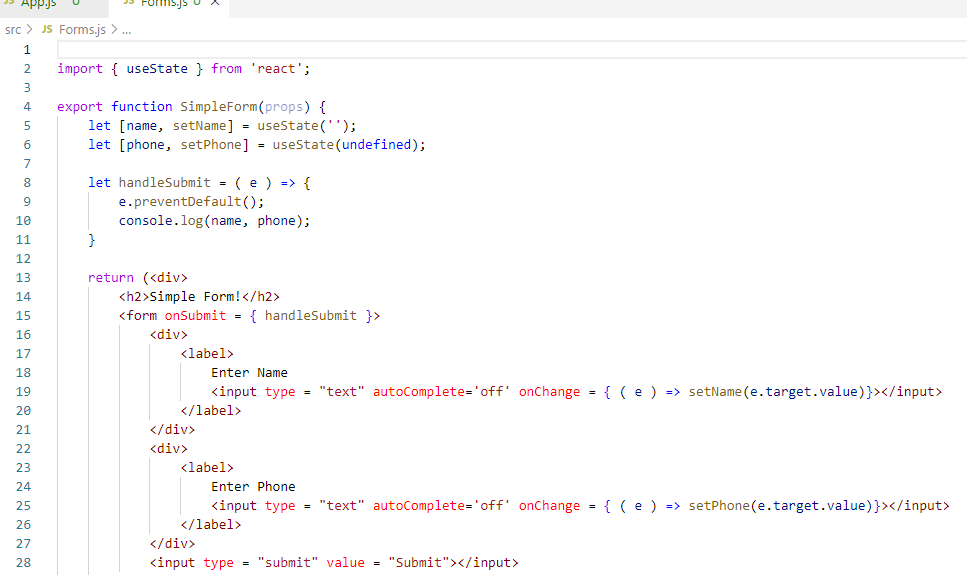 JS App.js U JS Forms.js U X
src > JS Forms.js > ...
1
2 import { useState } from 'react';
3
4 export function SimpleForm(props) {
5 let [name, setName] = useState('');
6 let [phone, setPhone] = useState(undefined);
7
8 let handleSubmit = ( e ) => {
9 e.preventDefault();
10 console.log(name, phone);
11 }
12
13 return (<div>
14 <h2>Simple Form!</h2>
15 <form onSubmit = { handleSubmit }>
16 <div>
17 <label>
18 Enter Name
19 <input type = "text" autoComplete='off' onChange = { ( e ) => setName(e.target.value)}></input>
20 </label>
21 </div>
22 <div>
23 <label>
24 Enter Phone
25 <input type = "text" autoComplete='off' onChange = { ( e ) => setPhone(e.target.value)}></input>
26 </label>
27 </div>
28 <input type = "submit" value = "Submit"></input>